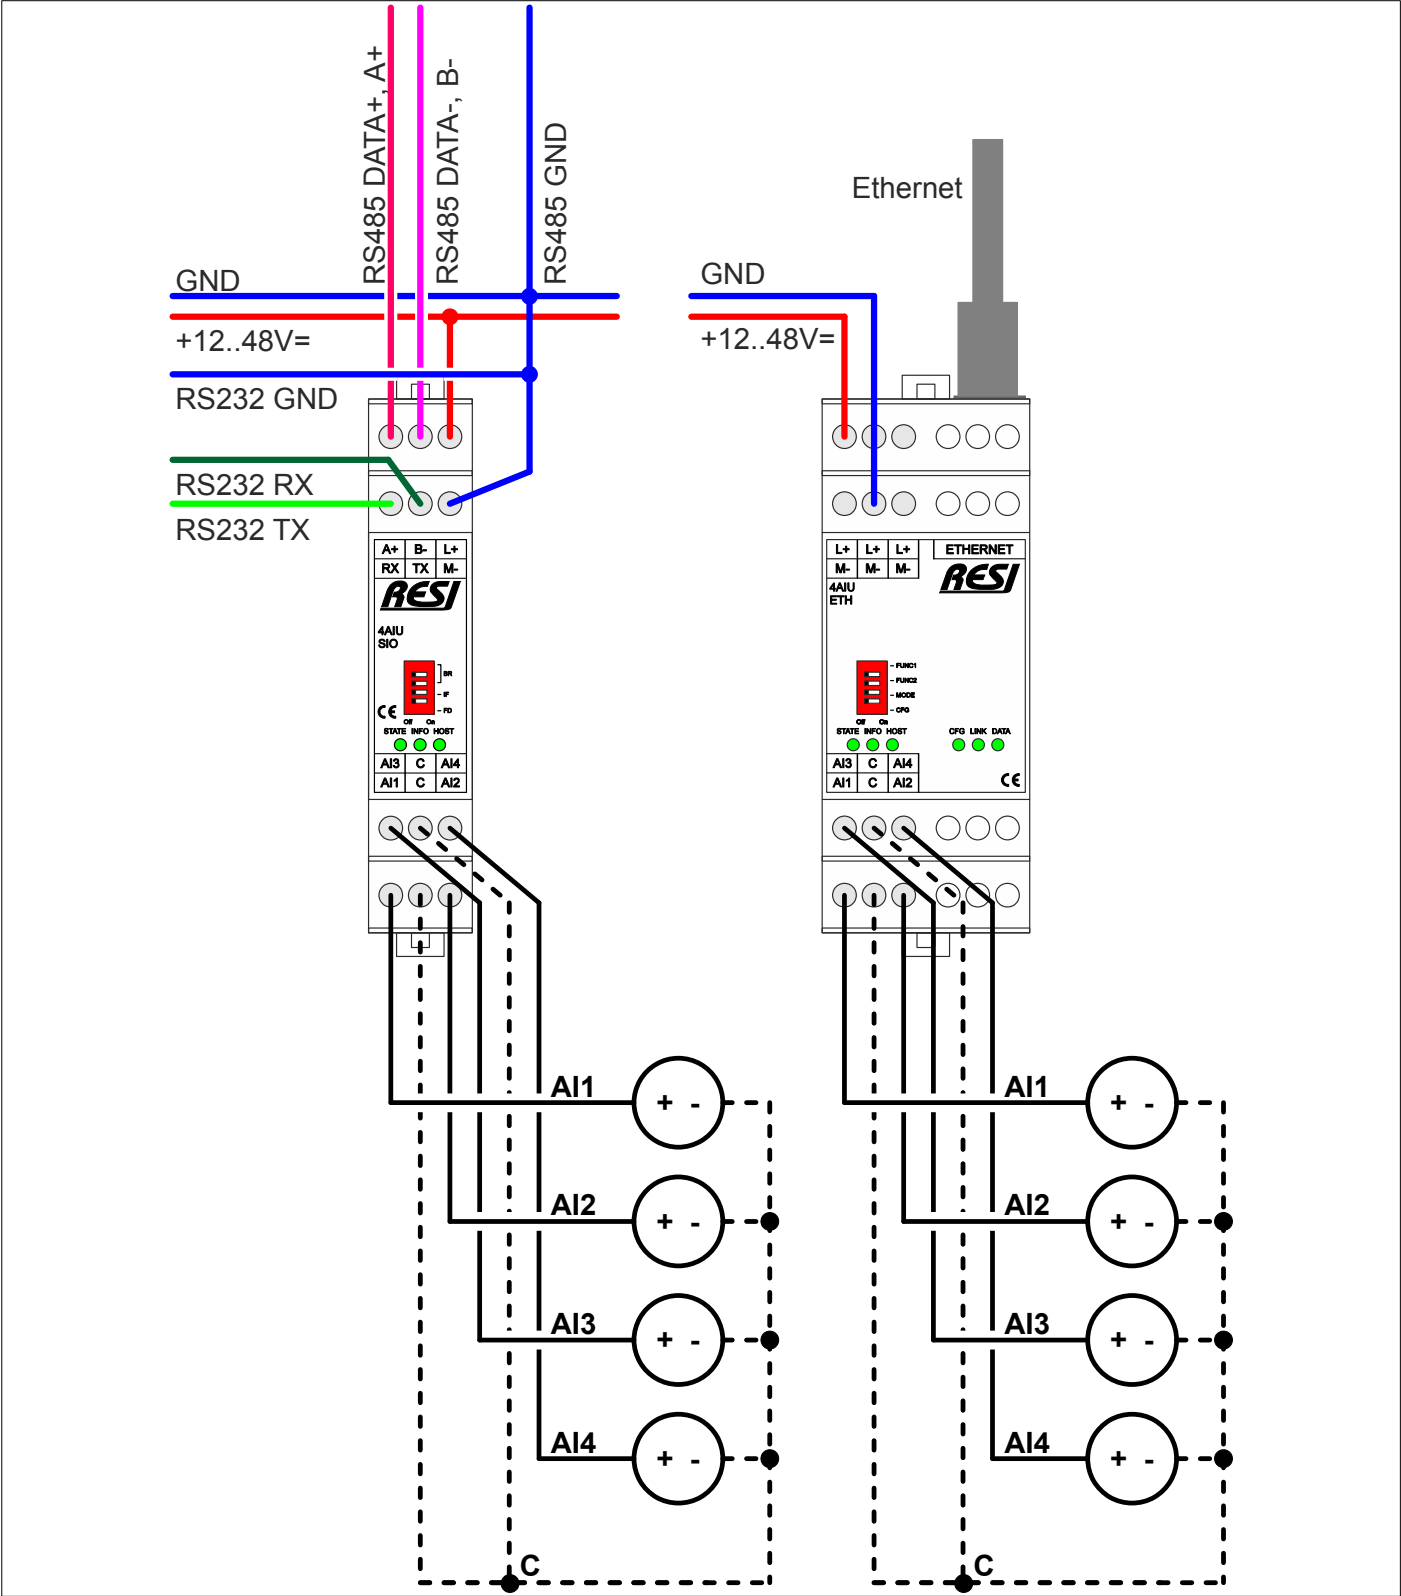 RS485 DATA+, A+
RS485 DATA-, B-
RS485 GND
Ethernet
GND
+12..48V=
RS232 GND
RS232 RX
RS232 TX
GND
+12..48V=
A+ B- L+
RX TX M-
RESI
4AIU
SIO
BR
IF
FD
CE
Off On
STATE INFO HOST
AI3 C AI4
AI1 C AI2
L+ L+ L+ ETHERNET
M- M- M-
RESI
4AIU
ETH
FUNC1
FUNC2
MODE
CFG
Off On
STATE INFO HOST
CFG LINK DATA
AI3 C AI4
AI1 C AI2
CE
AI1 + -
AI2 + -
AI3 + -
AI4 + -
C
AI1 + -
AI2 + -
AI3 + -
AI4 + -
C